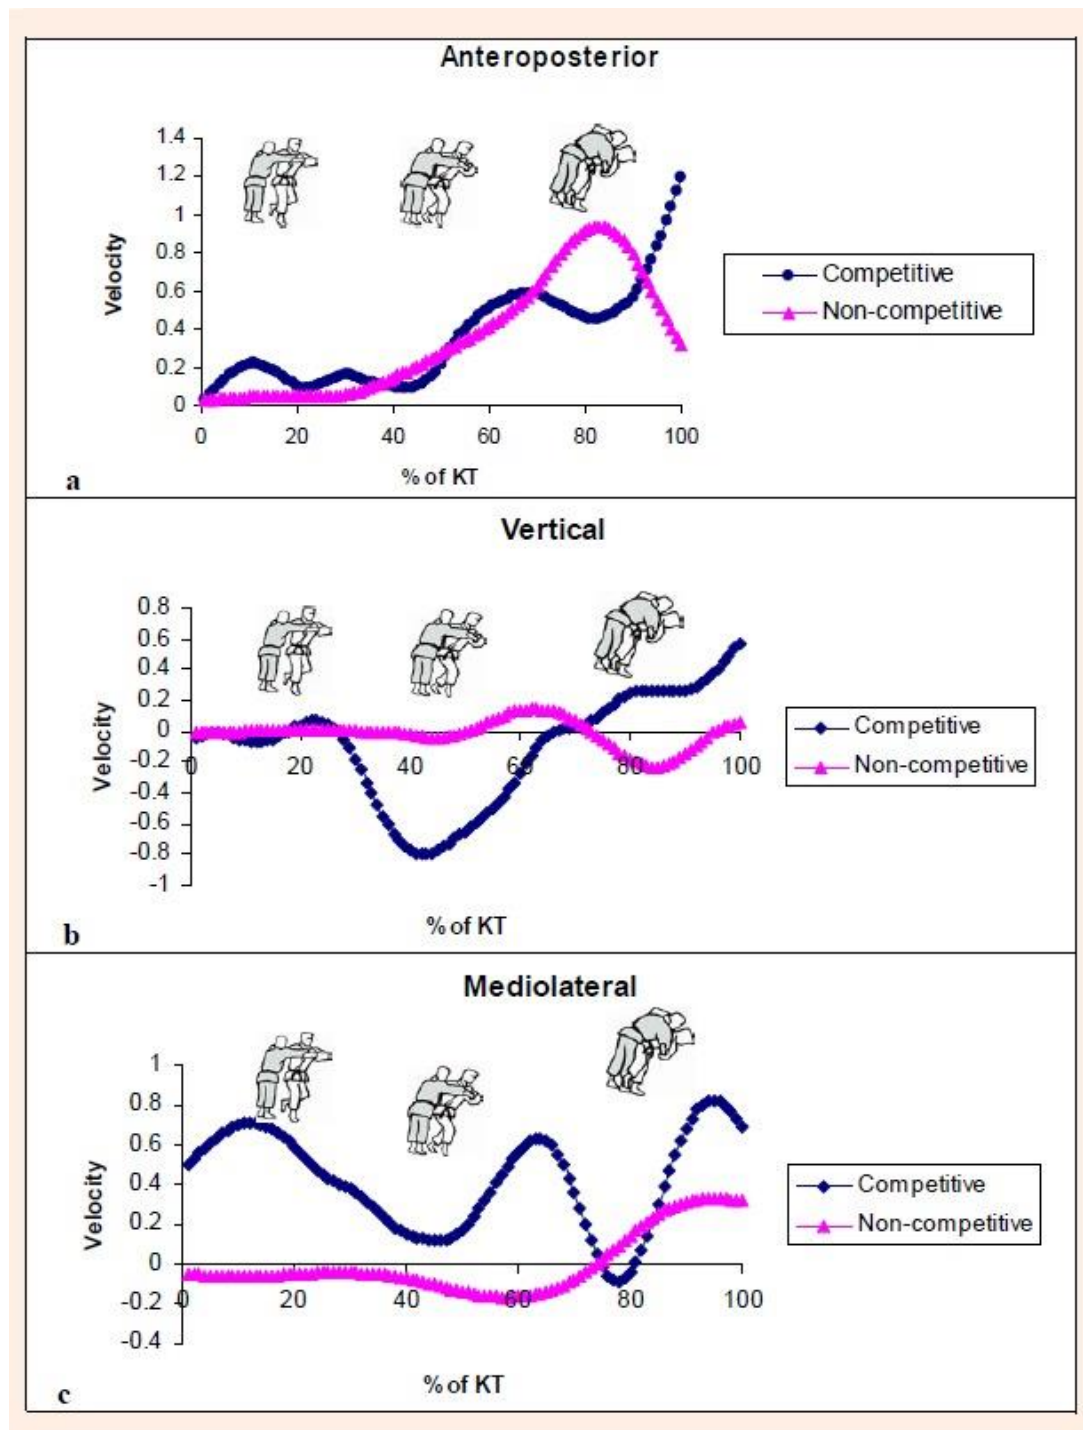 Anteroposterior
1.4
1.2
1
0.8
0.6
0.4
0.2
0
Velocity
0 20 40 60 80 100
% of KT
Competitive
Non-competitive
a
Vertical
0.8
0.6
0.4
0.2
0
-0.2
-0.4
-0.6
-0.8
-1
Velocity
0 20 40 60 80 100
% of KT
Competitive
Non-competitive
b
Mediolateral
1
0.8
0.6
0.4
0.2
0
-0.2
-0.4
Velocity
0 20 40 60 80 100
% of KT
Competitive
Non-competitive
c